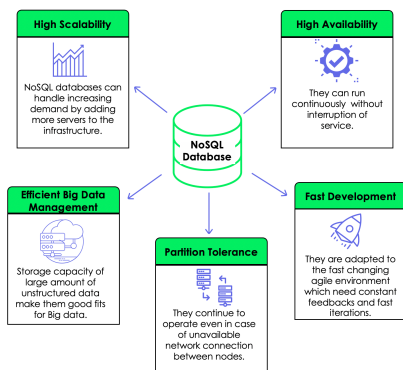 High Scalability
NoSQL databases can
handle increasing
demand by adding
more servers to the
infrastructure.
High Availability
They can run
continuously without
interruption of
service.
NoSQL
Database
Efficient Big Data
Management
Storage capacity of
large amount of
unstructured data
make them good fits
for Big data.
Partition Tolerance
They continue to
operate even in case
of unavailable
network connection
between nodes.
Fast Development
They are adapted to
the fast changing
agile environment
which need constant
feedbacks and fast
iterations.